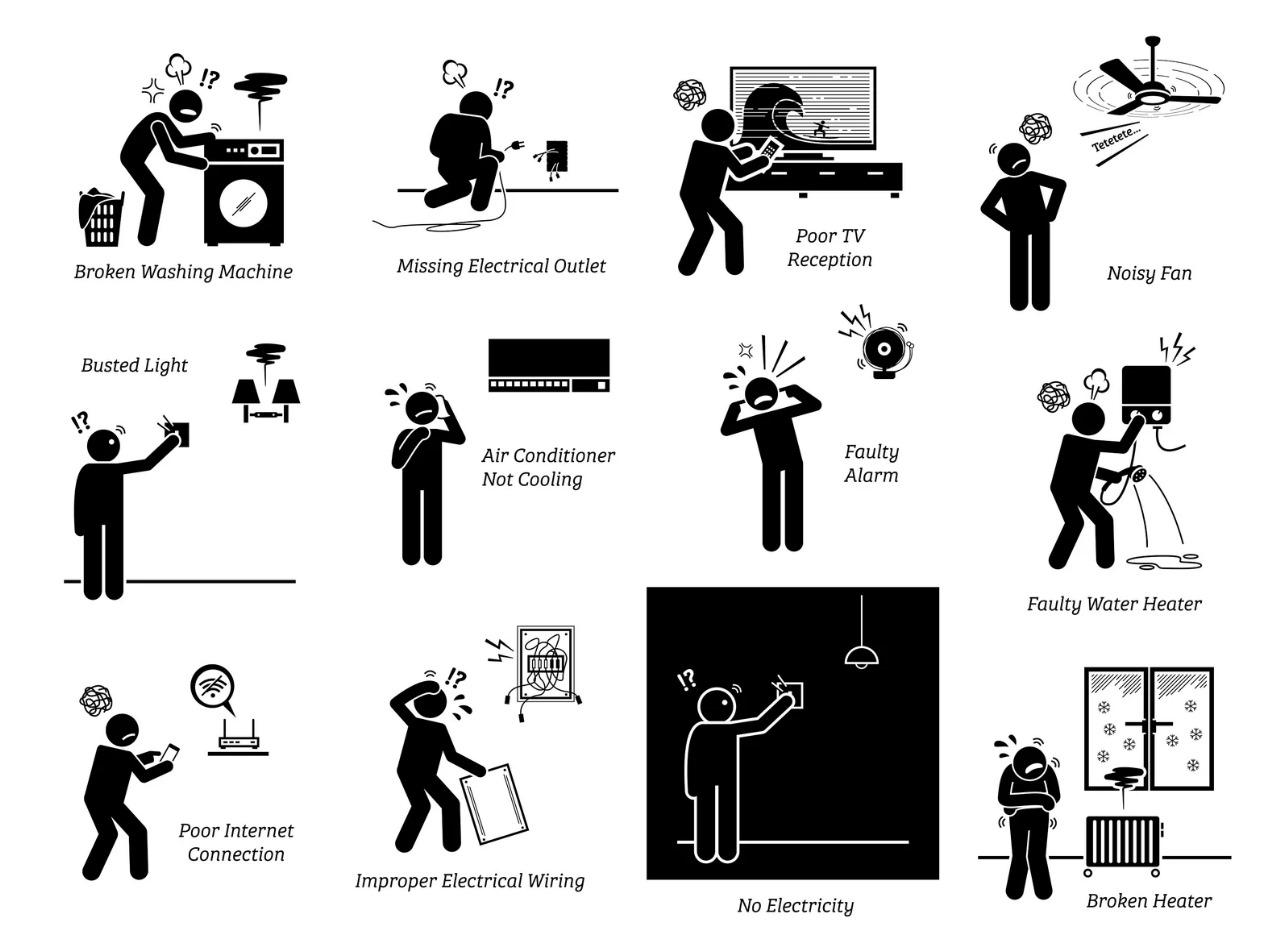 !?
Broken Washing Machine
!?
Missing Electrical Outlet
Poor TV
Reception
Tetetete...
Noisy Fan
Busted Light
!?
Air Conditioner
Not Cooling
Faulty
Alarm
Faulty Water Heater
Poor Internet
Connection
!?
Improper Electrical Wiring
!?
No Electricity
Broken Heater